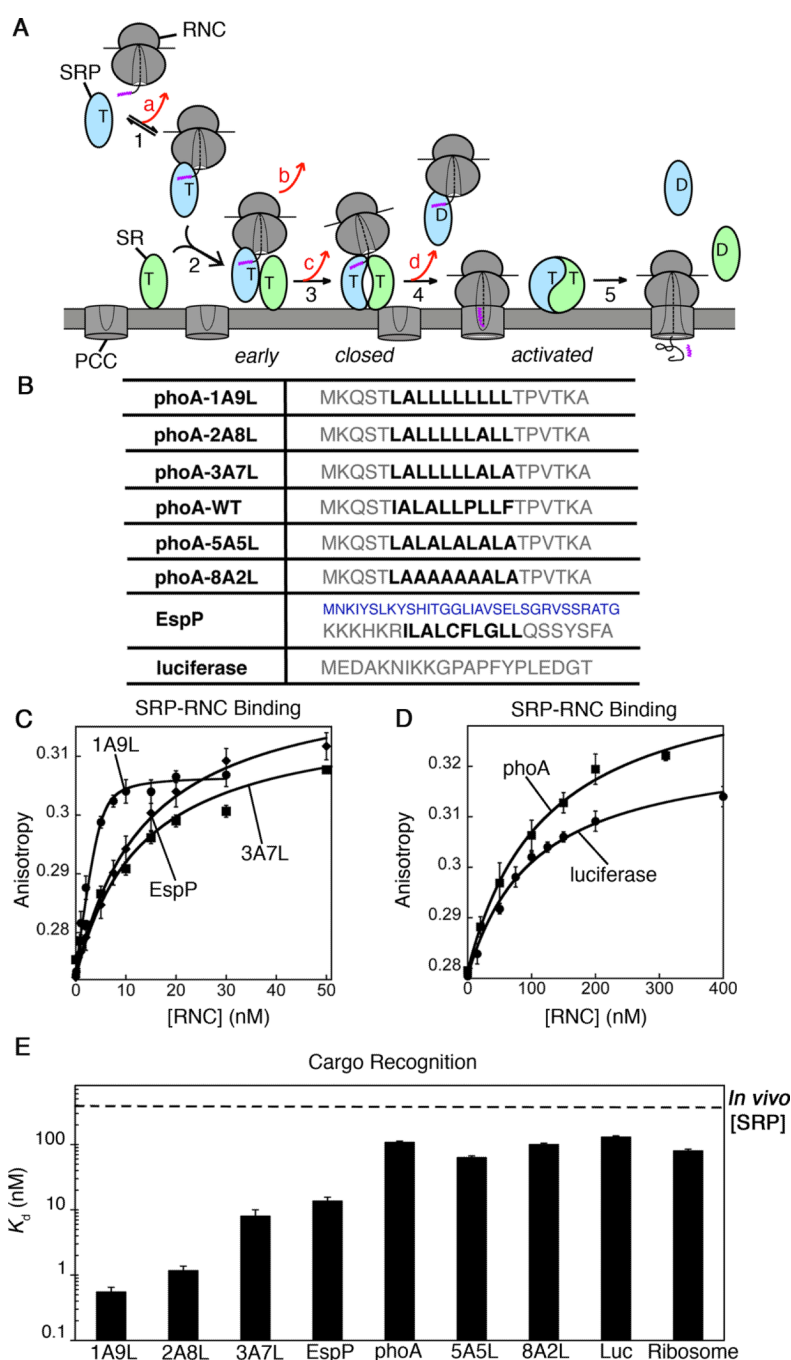 A
RNC
SRP
T
a
1
T
b
SR
T
2
T
T
c
3
T
T
D
d
4
T
T
5
D
D
PCC
early
closed
activated
B
phoA-1A9L MKQSTLALLLLLLLLTPVTKA
phoA-2A8L MKQSTLALLLLLALLTPVTKA
phoA-3A7L MKQSTLALLLLLALATPVTKA
phoA-WT MKQSTIALALLPLLFTPVTKA
phoA-5A5L MKQSTLALALALALATPVTKA
phoA-8A2L MKQSTLAAAAAAALATPVTKA
EspP MNKIYSLKYSHITGGLIAVSELSGRVSSRATG
KKKHKRILALCFLGLLQSSYSFA
luciferase MEDAKNIKKGPAPFYPLEDGT
C
SRP-RNC Binding
1A9L
EspP
3A7L
Anisotropy
0.31
0.3
0.29
0.28
0 10 20 30 40 50
[RNC] (nM)
D
SRP-RNC Binding
phoA
luciferase
Anisotropy
0.32
0.31
0.3
0.29
0.28
0 100 200 300 400
[RNC] (nM)
E
Cargo Recognition
In vivo
[SRP]
Kd (nM)
100
10
1
0.1
1A9L 2A8L 3A7L EspP phoA 5A5L 8A2L Luc Ribosome